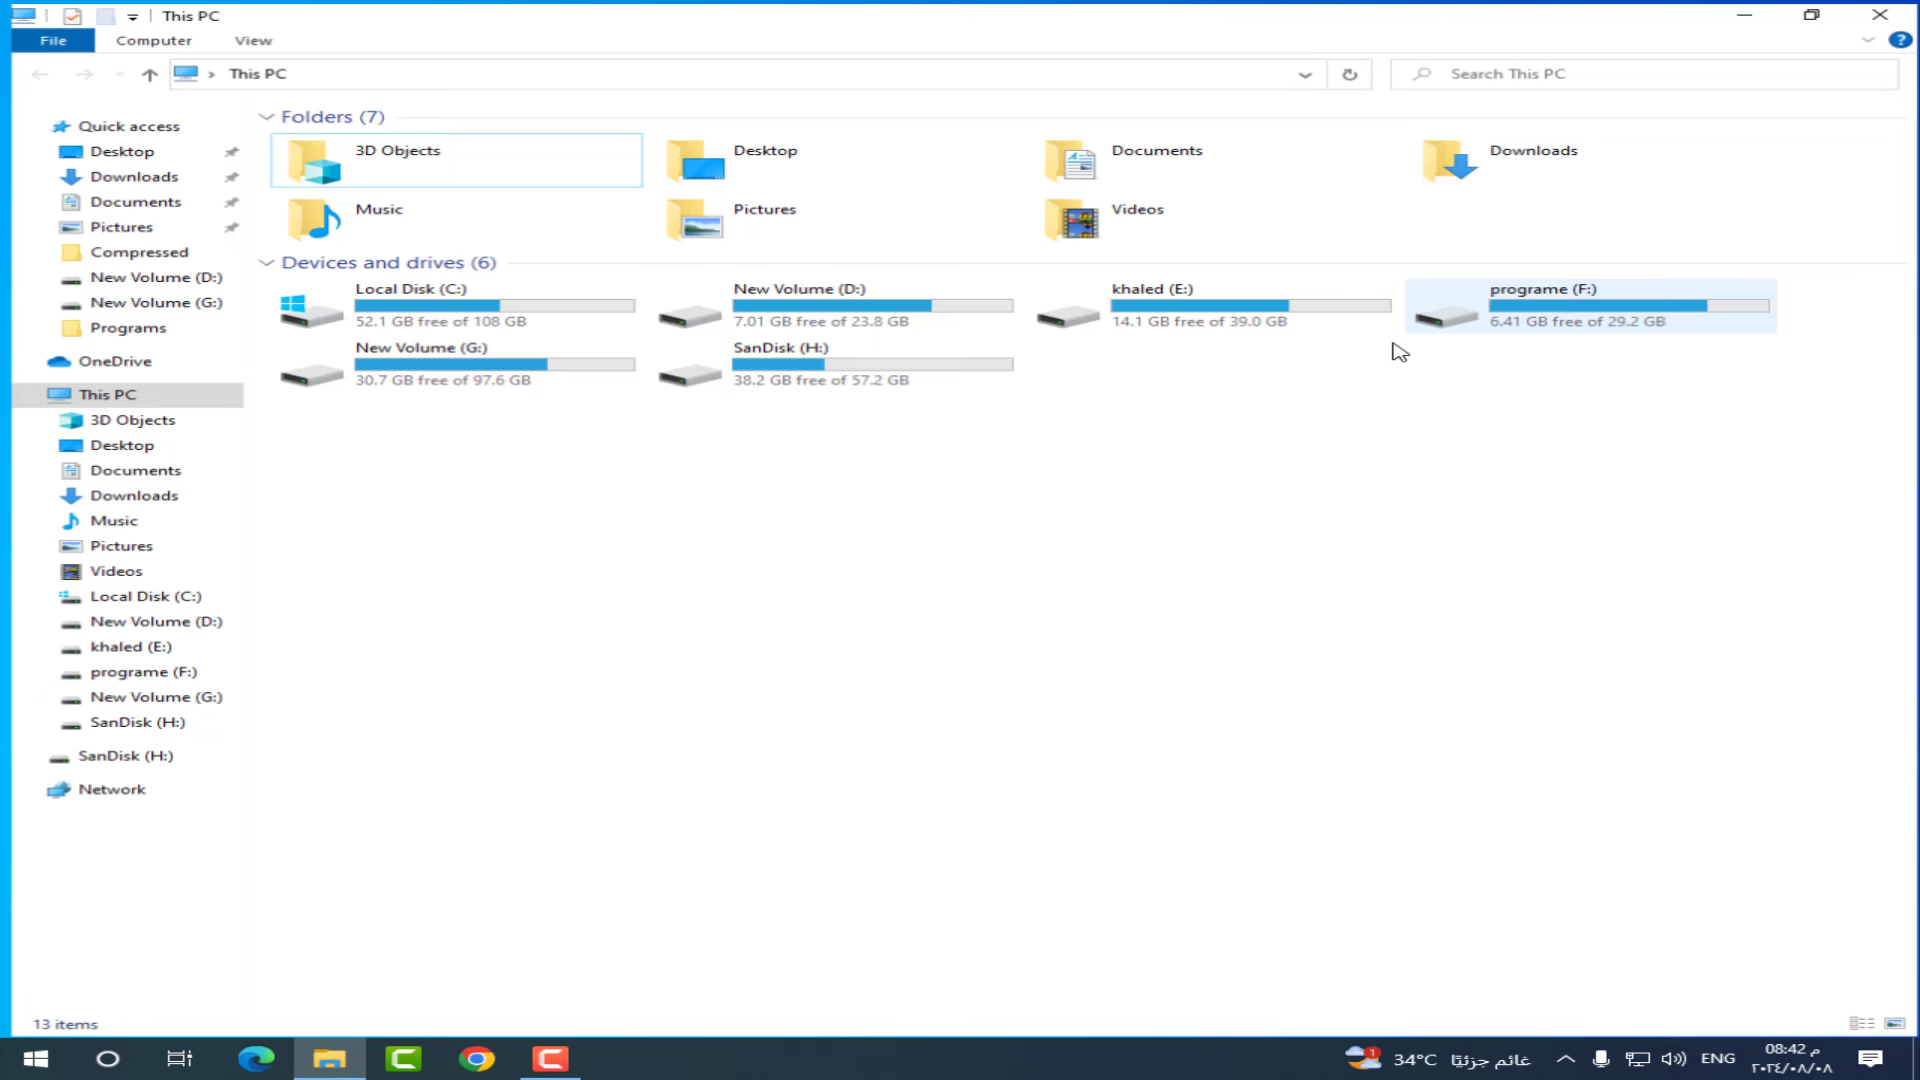 This PC
File Computer View
This PC
Search This PC
Quick access
Desktop
Downloads
Documents
Pictures
Compressed
New Volume (D:)
New Volume (G:)
Programs
OneDrive
This PC
3D Objects
Desktop
Documents
Downloads
Music
Pictures
Videos
Local Disk (C:)
New Volume (D:)
khaled (E:)
programe (F:)
New Volume (G:)
SanDisk (H:)
SanDisk (H:)
Network
Folders (7)
3D Objects
Desktop
Documents
Downloads
Music
Pictures
Videos
Devices and drives (6)
Local Disk (C:)
52.1 GB free of 108 GB
New Volume (D:)
7.01 GB free of 23.8 GB
khaled (E:)
14.1 GB free of 39.0 GB
programe (F:)
6.41 GB free of 29.2 GB
New Volume (G:)
30.7 GB free of 97.6 GB
SanDisk (H:)
38.2 GB free of 57.2 GB
13 items
1
34°C غائم جزئيًا
ENG
08:42 م
٢٠٢٤/٠٨/٠٨